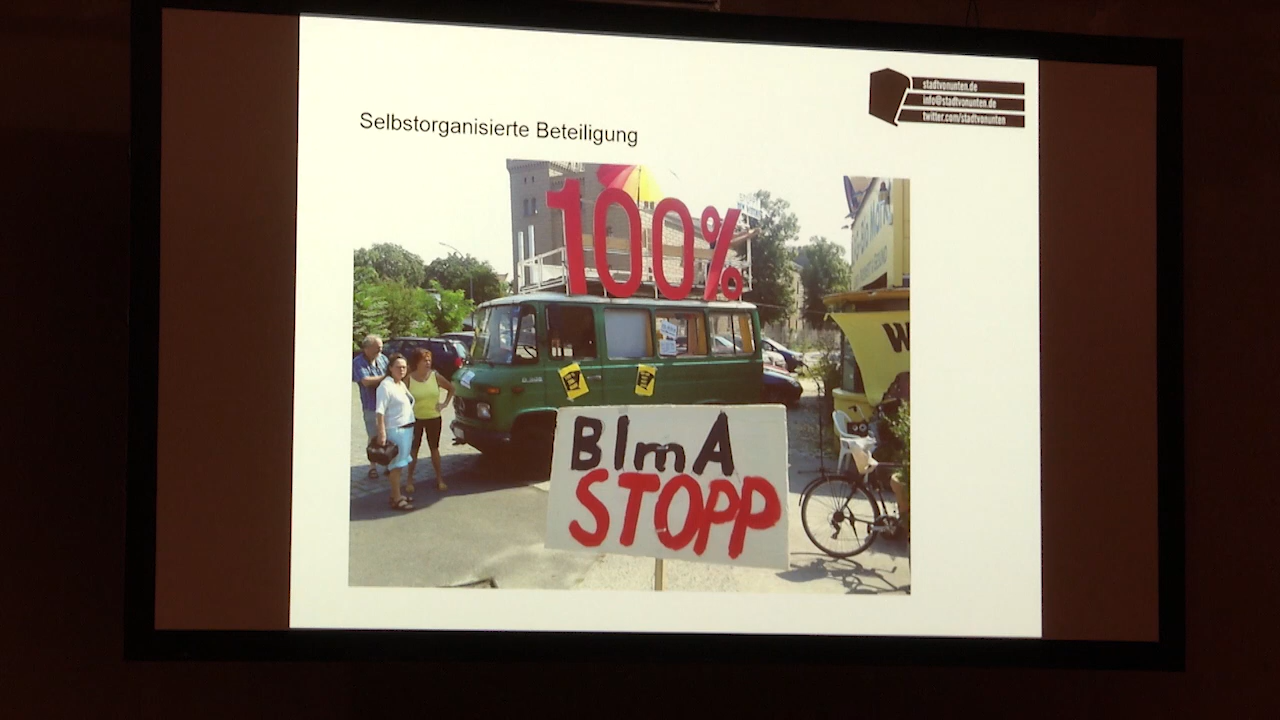 stadtvonunten.de
info@stadtvonunten.de
twitter.com/stadtvonunten
Selbstorganisierte Beteiligung
100%
BImA
STOPP
W